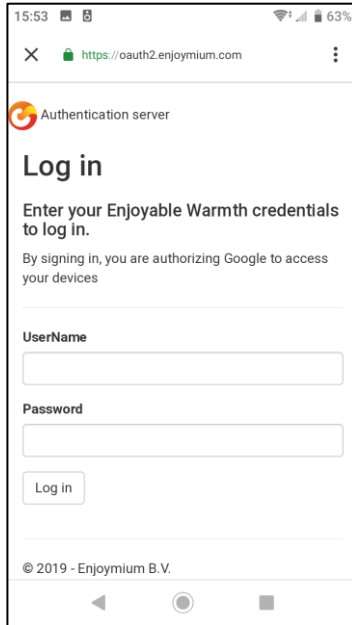 15:53 63%
https://oauth2.enjoymium.com
Authentication server
Log in
Enter your Enjoyable Warmth credentials
to log in.
By signing in, you are authorizing Google to access
your devices
UserName
Password
Log in
© 2019 - Enjoymium B.V.